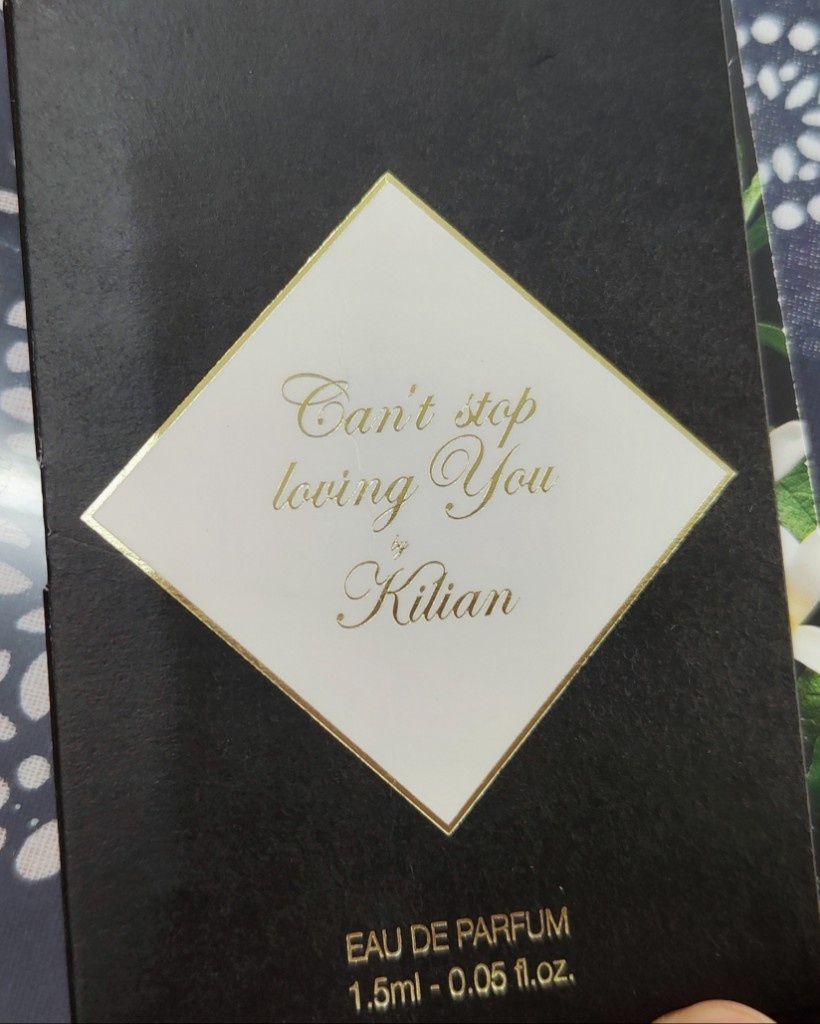 Can't stop
loving You
by
Kilian
EAU DE PARFUM
1.5ml - 0.05 fl.oz.